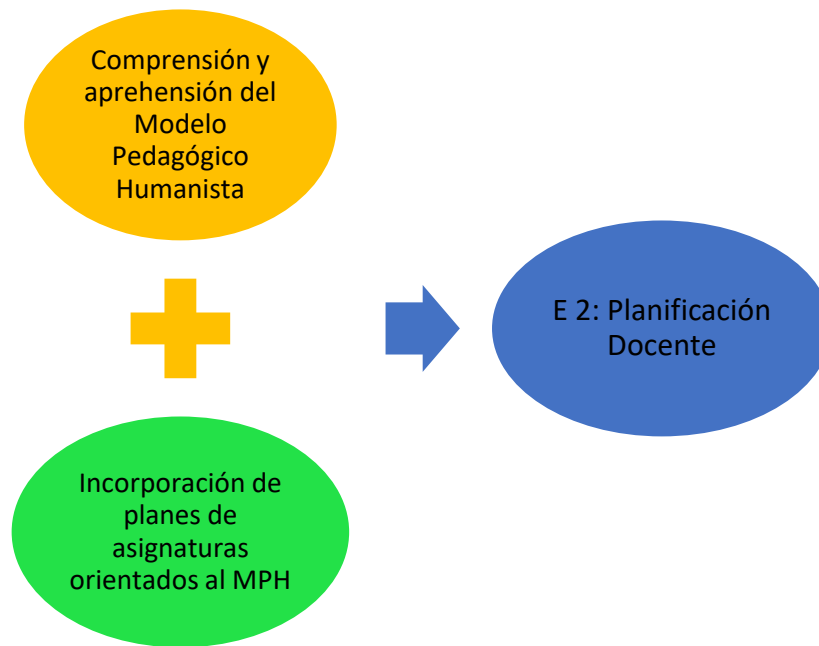 Comprensión y
aprehensión del
Modelo
Pedagógico
Humanista
E 2: Planificación
Docente
Incorporación de
planes de
asignaturas
orientados al MPH